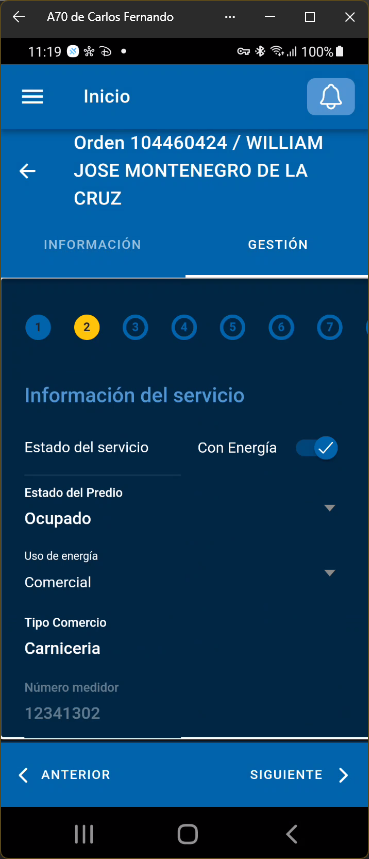 A70 de Carlos Fernando
11:19
100%
Inicio
Orden 104460424 / WILLIAM
JOSE MONTENEGRO DE LA
CRUZ
INFORMACIÓN GESTIÓN
1 2 3 4 5 6 7
Información del servicio
Estado del servicio Con Energía
Estado del Predio
Ocupado
Uso de energía
Comercial
Tipo Comercio
Carniceria
Número medidor
12341302
ANTERIOR SIGUIENTE